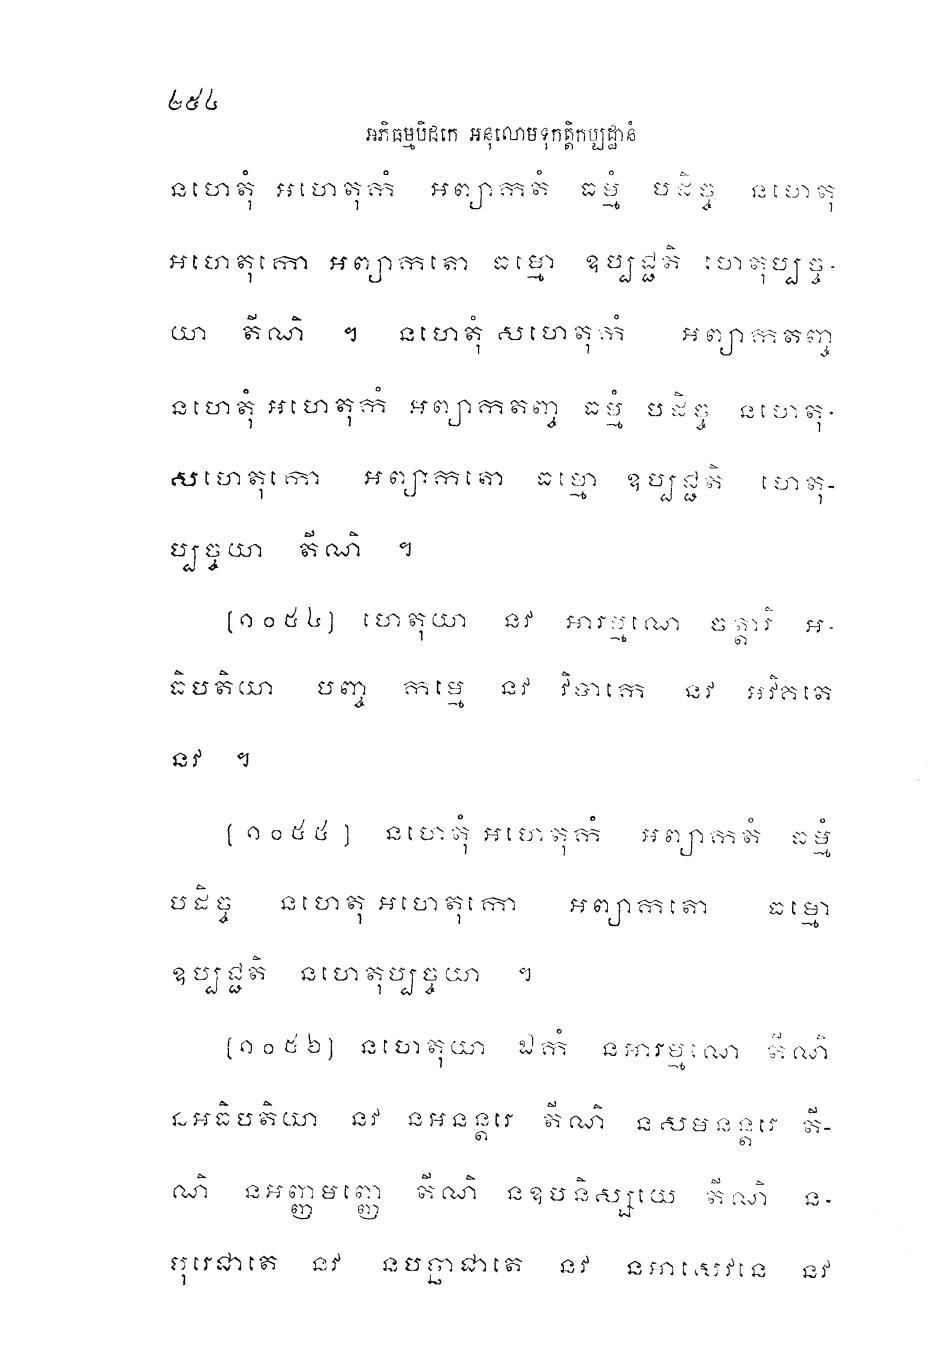 ២៥៤
អភិធម្មបិដកេ អនុលោមទុកត្តិកប្បដ្ឋានំ
នហេតុំ អហេតុកំ អព្យាកតំ ធម្មំ បដិច្ច នហេតុ
អហេតុកោ អព្យាកតោ ធម្មោ ឧប្បជ្ជតិ ហេតុប្បច្ច-
យា តីណិ ។ នហេតុំ សហេតុកំ អព្យាកតញ្ច
នហេតុំ អហេតុកំ អព្យាកតញ្ច ធម្មំ បដិច្ច នហេតុ-
សហេតុកោ អព្យាកតោ ធម្មោ ឧប្បជ្ជតិ ហេតុ-
ប្បច្ចយា តីណិ ។
[១០៥៤] ហេតុយា នវ អារម្មណេ ចត្តារិ អ-
ធិបតិយា បញ្ច កម្មេ នវ វិបាកេ នវ អវិគតេ
នវ ។
[១០៥៥] នហេតុំ អហេតុកំ អព្យាកតំ ធម្មំ
បដិច្ច នហេតុ អហេតុកោ អព្យាកតោ ធម្មោ
ឧប្បជ្ជតិ នហេតុប្បច្ចយា ។
[១០៥៦] នហេតុយា ឯកំ នអារម្មណេ តីណិ
នអធិបតិយា នវ នអនន្តរេ តីណិ នសមនន្តរេ តី-
ណិ នអញ្ញមញ្ញេ តីណិ នឧបនិស្សយេ តីណិ ន-
បុរេជាតេ នវ នបច្ឆាជាតេ នវ នអាសេវនេ នវ